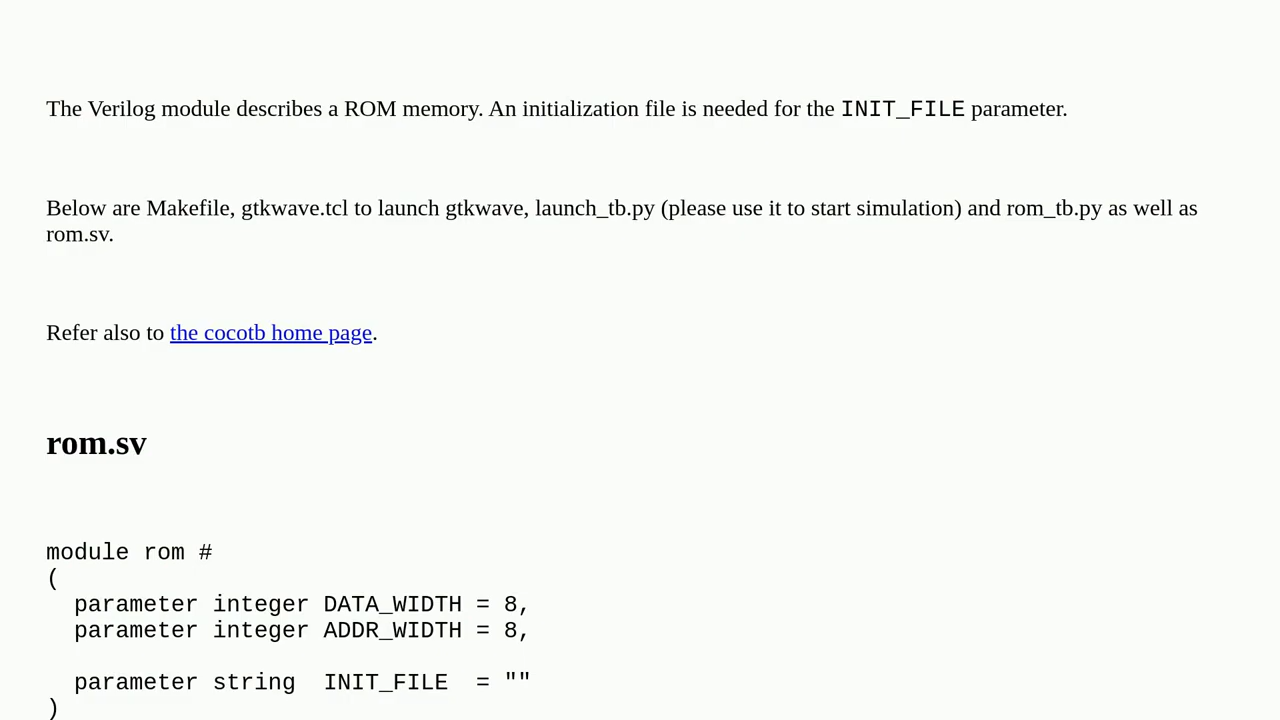 The Verilog module describes a ROM memory. An initialization file is needed for the INIT_FILE parameter.
Below are Makefile, gtkwave.tcl to launch gtkwave, launch_tb.py (please use it to start simulation) and rom_tb.py as well as
rom.sv.
Refer also to the cocotb home page.
rom.sv
module rom #
(
  parameter integer DATA_WIDTH = 8,
  parameter integer ADDR_WIDTH = 8,
  parameter string  INIT_FILE  = ""
)